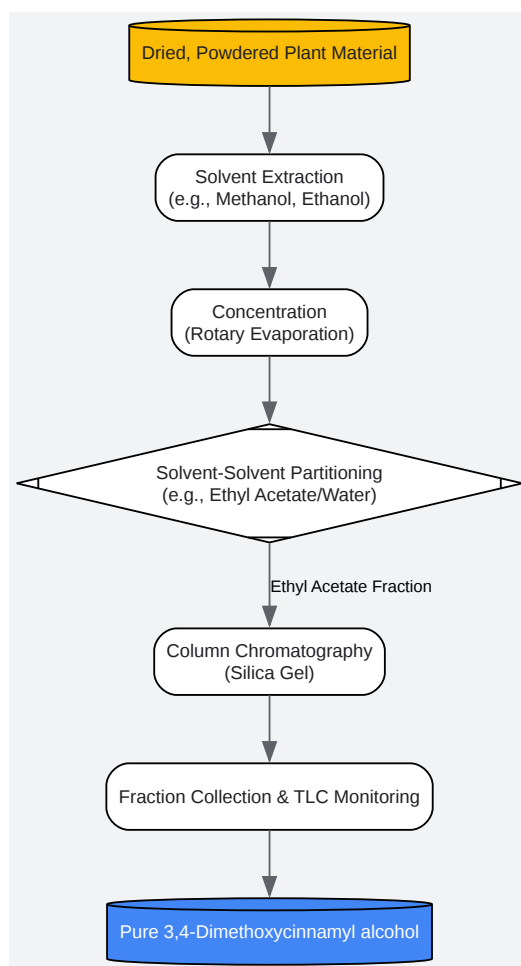 Dried, Powdered Plant Material
Solvent Extraction
(e.g., Methanol, Ethanol)
Concentration
(Rotary Evaporation)
Solvent-Solvent Partitioning
(e.g., Ethyl Acetate/Water)
Ethyl Acetate Fraction
Column Chromatography
(Silica Gel)
Fraction Collection & TLC Monitoring
Pure 3,4-Dimethoxycinnamyl alcohol